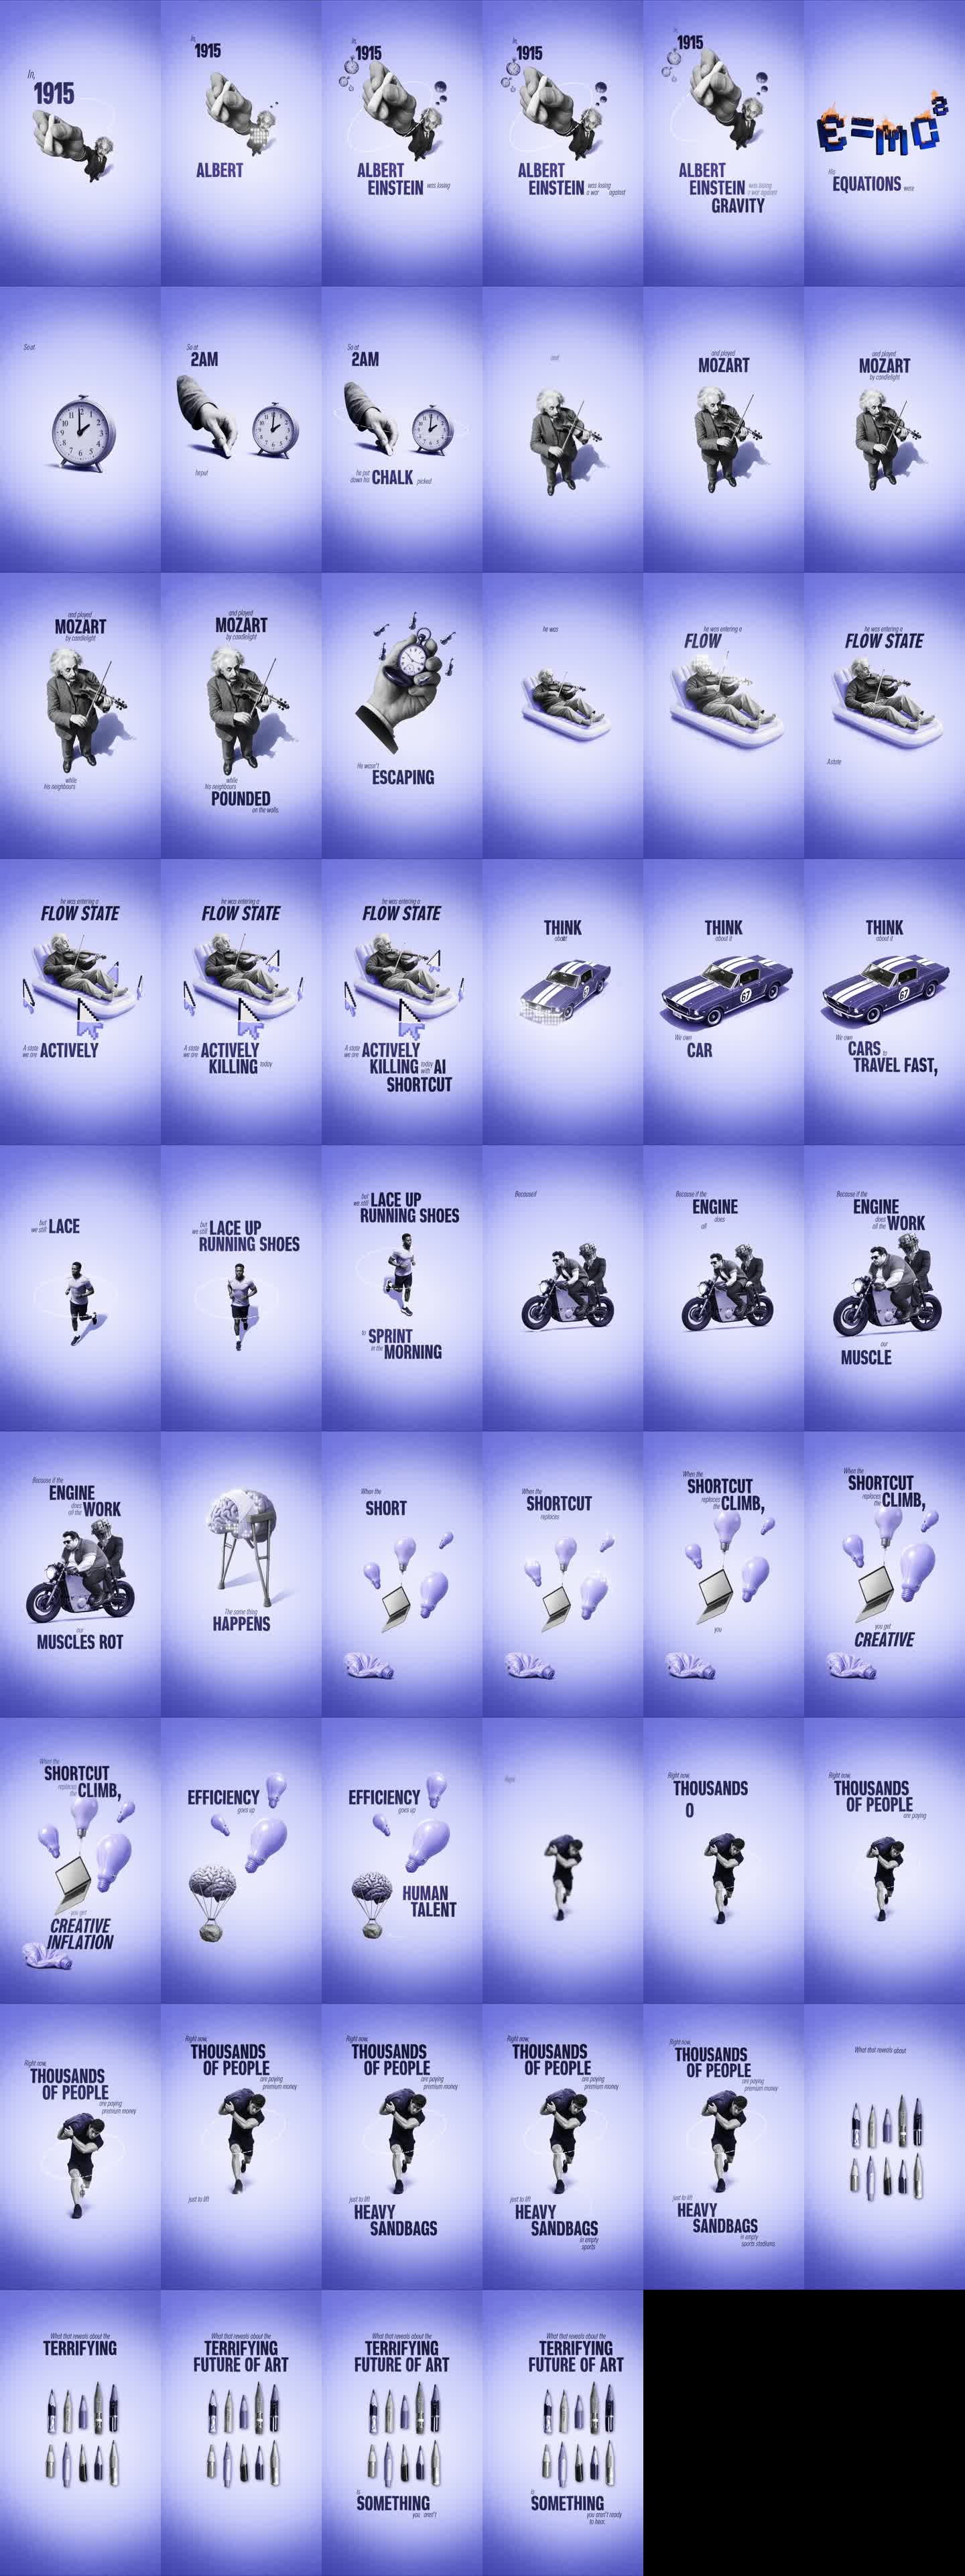 In,
1915
In,
1915
ALBERT
In,
1915
ALBERT
EINSTEIN was losing
In,
1915
ALBERT
EINSTEIN was losing
a war against
In,
1915
ALBERT
EINSTEIN was losing
a war against
GRAVITY
E=mc²
His
EQUATIONS were
So at
So at
2AM
he put
So at
2AM
he put
down his CHALK picked
and
and played
MOZART
and played
MOZART
by candlelight
and played
MOZART
by candlelight
while
his neighbours
and played
MOZART
by candlelight
while
his neighbours
POUNDED
on the walls.
He wasn't
ESCAPING
he was
he was entering a
FLOW
he was entering a
FLOW STATE
A state
he was entering a
FLOW STATE
A state
we are ACTIVELY
he was entering a
FLOW STATE
A state
we are ACTIVELY
KILLING today
he was entering a
FLOW STATE
A state
we are ACTIVELY
KILLING today
with AI
SHORTCUT
THINK
about
THINK
about it
67
We own
CAR
THINK
about it
67
We own
CARS to
TRAVEL FAST,
but
we still LACE
but
we still LACE UP
RUNNING SHOES
but
we still LACE UP
RUNNING SHOES
to SPRINT
in the MORNING
Because if
Because if the
ENGINE
does
all
Because if the
ENGINE
does
all the WORK
our
MUSCLE
Because if the
ENGINE
does
all the WORK
our
MUSCLES ROT
The same thing
HAPPENS
When the
SHORT
When the
SHORTCUT
replaces
When the
SHORTCUT
replaces
the CLIMB,
you
When the
SHORTCUT
replaces
the CLIMB,
you get
CREATIVE
When the
SHORTCUT
replaces
the CLIMB,
you get
CREATIVE
INFLATION
EFFICIENCY
goes up
EFFICIENCY
goes up
HUMAN
TALENT
Right now,
THOUSANDS
O
Right now,
THOUSANDS
OF PEOPLE
are paying
Right now,
THOUSANDS
OF PEOPLE
are paying
premium money
Right now,
THOUSANDS
OF PEOPLE
are paying
premium money
just to lift
Right now,
THOUSANDS
OF PEOPLE
are paying
premium money
just to lift
HEAVY
SANDBAGS
Right now,
THOUSANDS
OF PEOPLE
are paying
premium money
just to lift
HEAVY
SANDBAGS
in empty
sports
Right now,
THOUSANDS
OF PEOPLE
are paying
premium money
just to lift
HEAVY
SANDBAGS
in empty
sports stadiums.
What that reveals about
What that reveals about the
TERRIFYING
What that reveals about the
TERRIFYING
FUTURE OF ART
What that reveals about the
TERRIFYING
FUTURE OF ART
is
SOMETHING
you aren't
What that reveals about the
TERRIFYING
FUTURE OF ART
is
SOMETHING
you aren't ready
to hear.